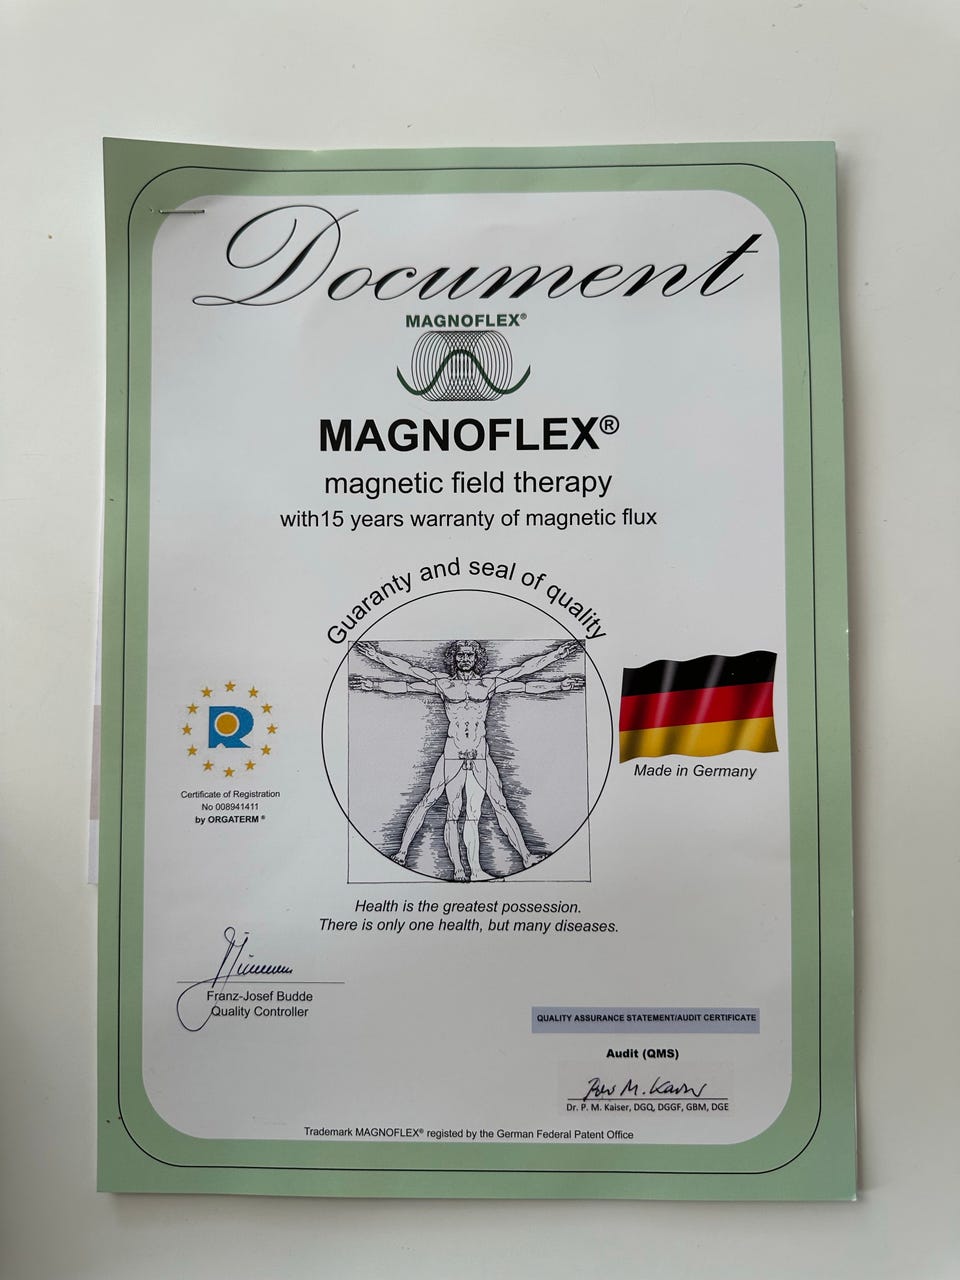 Document
MAGNOFLEX®
MAGNOFLEX®
magnetic field therapy
with15 years warranty of magnetic flux
Guaranty and seal of quality
Made in Germany
Certificate of Registration
No 008941411
by ORGATERM ®
Health is the greatest possession.
There is only one health, but many diseases.
Franz-Josef Budde
Quality Controller
QUALITY ASSURANCE STATEMENT/AUDIT CERTIFICATE
Audit (QMS)
Dr. P. M. Kaiser, DGQ, DGGF, GBM, DGE
Trademark MAGNOFLEX® registed by the German Federal Patent Office